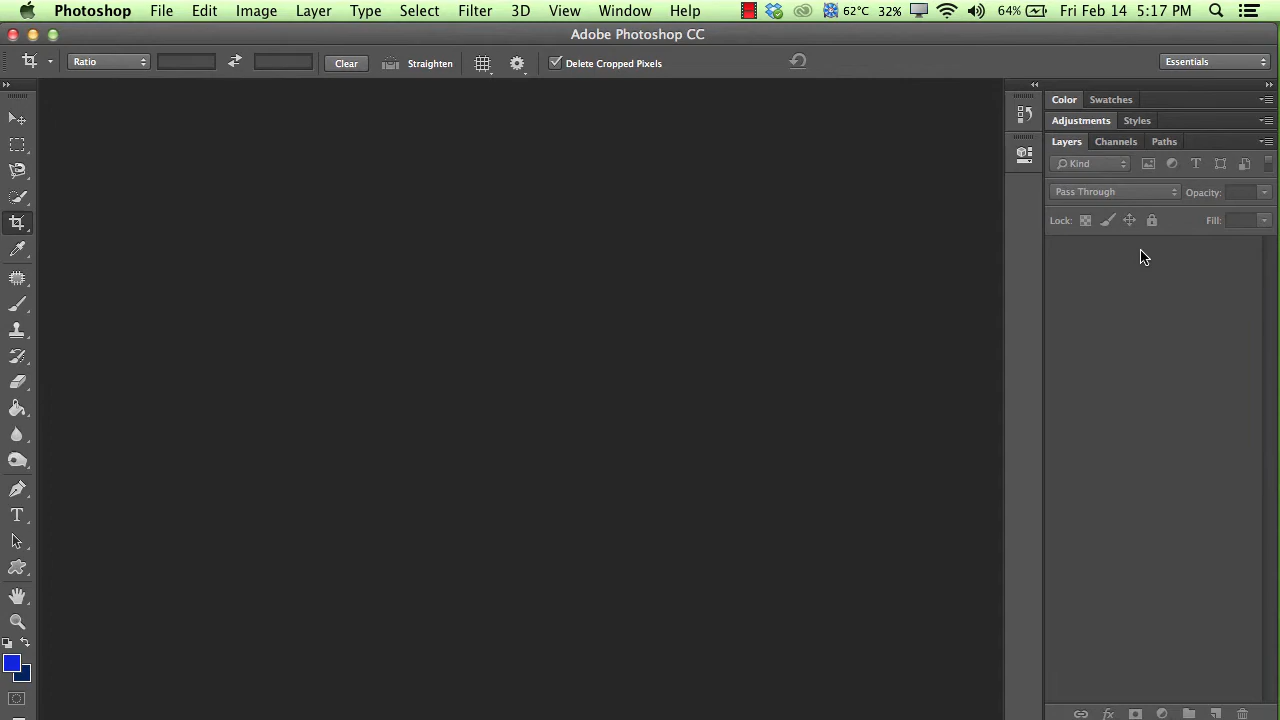 Photoshop File Edit Image Layer Type Select Filter 3D View Window Help 62°C 32% 64% Fri Feb 14 5:17 PM
Adobe Photoshop CC
Ratio Clear Straighten Delete Cropped Pixels Essentials
Color Swatches
Adjustments Styles
Layers Channels Paths
Kind
Pass Through Opacity:
Lock: Fill: